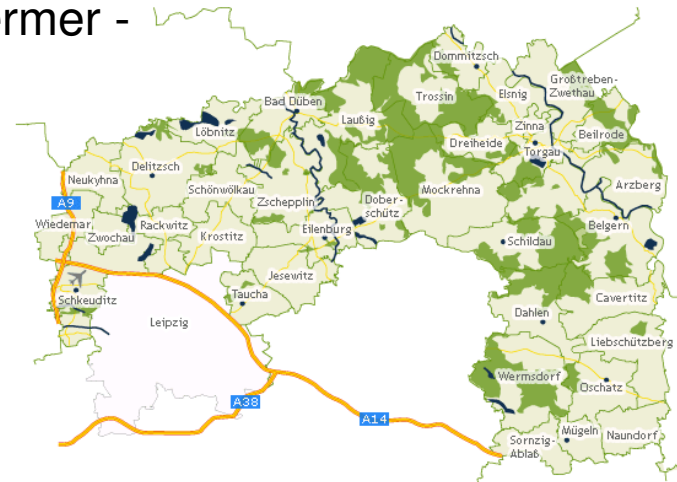 ermer -
Dommitzsch
Großtreben-
Zwethau
Elsnig
Trossin
Bad Düben
Laußig
Löbnitz
Zinna
Beilrode
Dreiheide
Torgau
Delitzsch
Neukyhna
Schönwölkau
Mockrehna
Arzberg
Zschepplin
Dober-
schütz
A9
Wiedemar
Zwochau
Rackwitz
Krostitz
Eilenburg
Belgern
Schildau
Jesewitz
Schkeuditz
Taucha
Cavertitz
Leipzig
Dahlen
Liebschützberg
Wermsdorf
Oschatz
A38
A14
Sornzig-
Ablaß
Mügeln
Naundorf